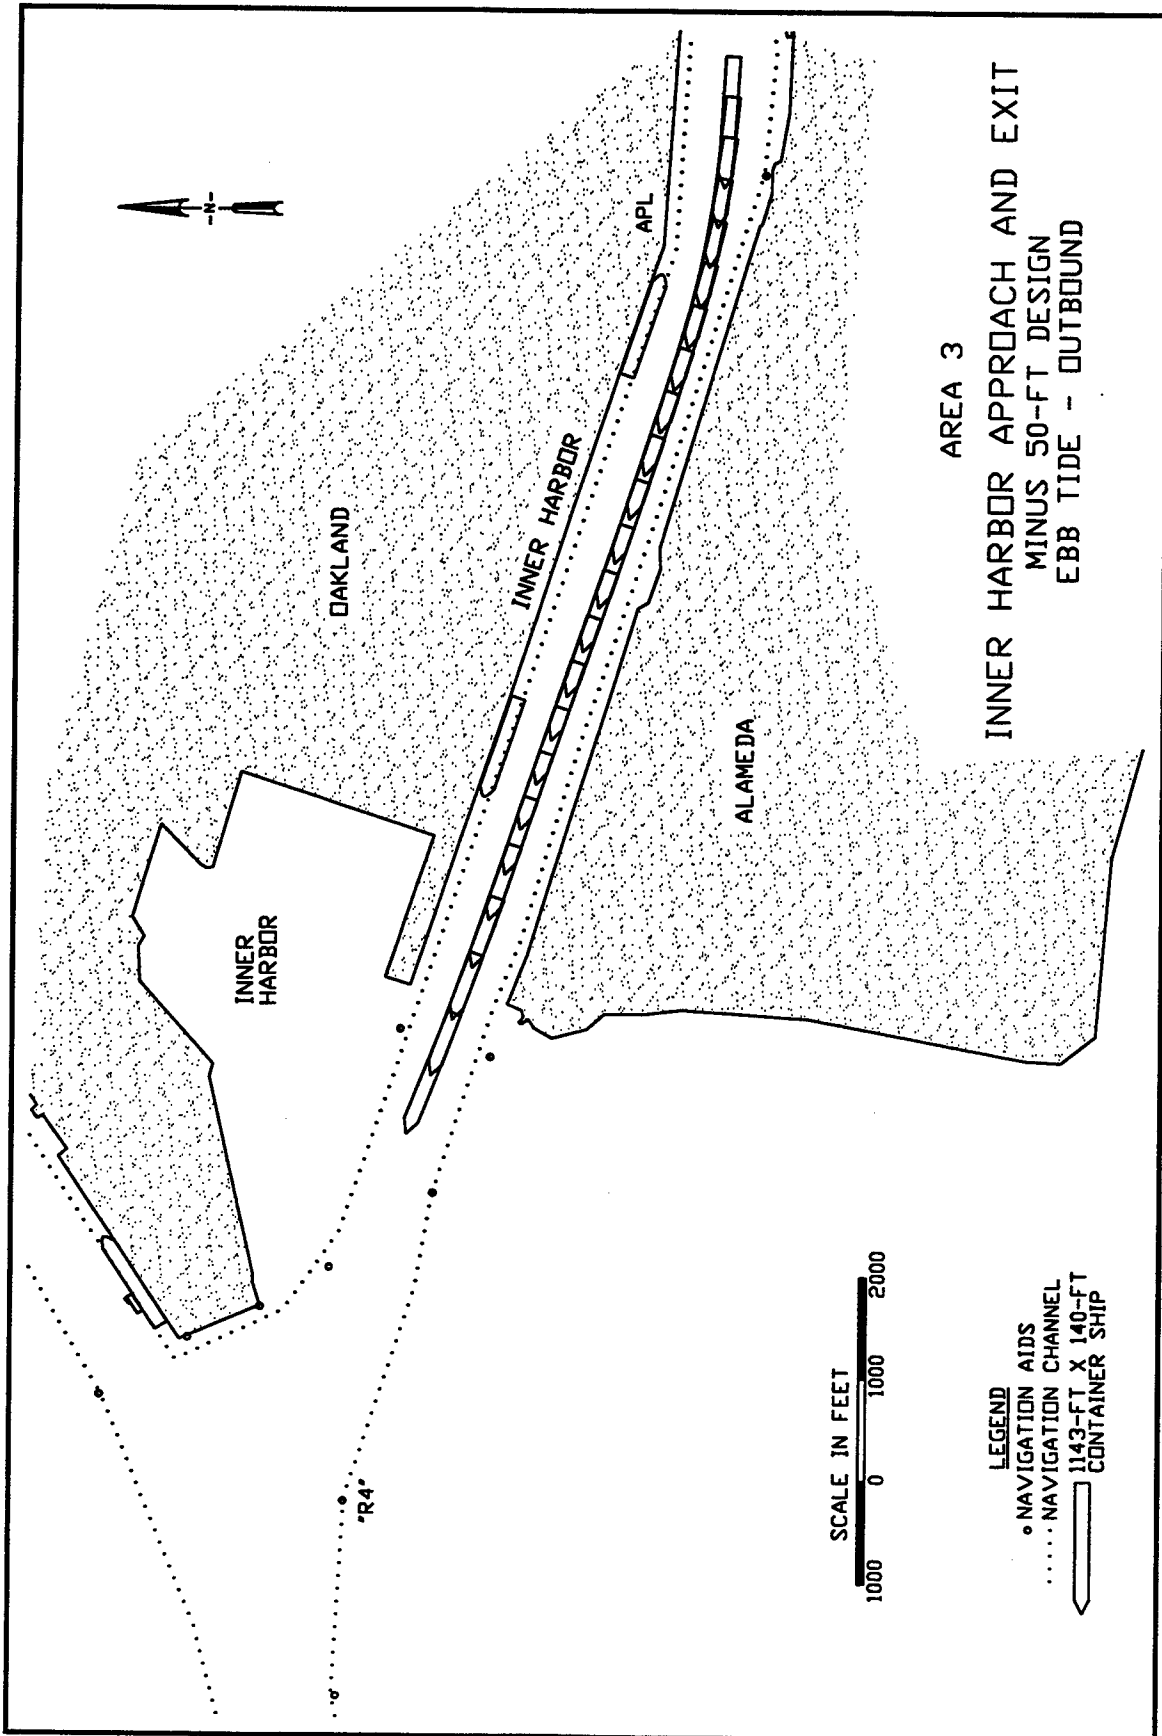 -N-
OAKLAND
APL
INNER HARBOR
INNER
HARBOR
ALAMEDA
"R4"
AREA 3
INNER HARBOR APPROACH AND EXIT
MINUS 50-FT DESIGN
EBB TIDE - OUTBOUND
SCALE IN FEET
1000 0 1000 2000
LEGEND
NAVIGATION AIDS
NAVIGATION CHANNEL
1143-FT X 140-FT
CONTAINER SHIP